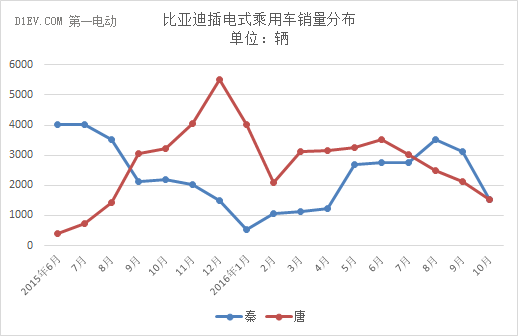 D1EV.COM 第一电动
比亚迪插电式乘用车销量分布
单位：辆
6000
5000
4000
3000
2000
1000
0
2015年6月
7月
8月
9月
10月
11月
12月
2016年1月
2月
3月
4月
5月
6月
7月
8月
9月
10月
秦
唐